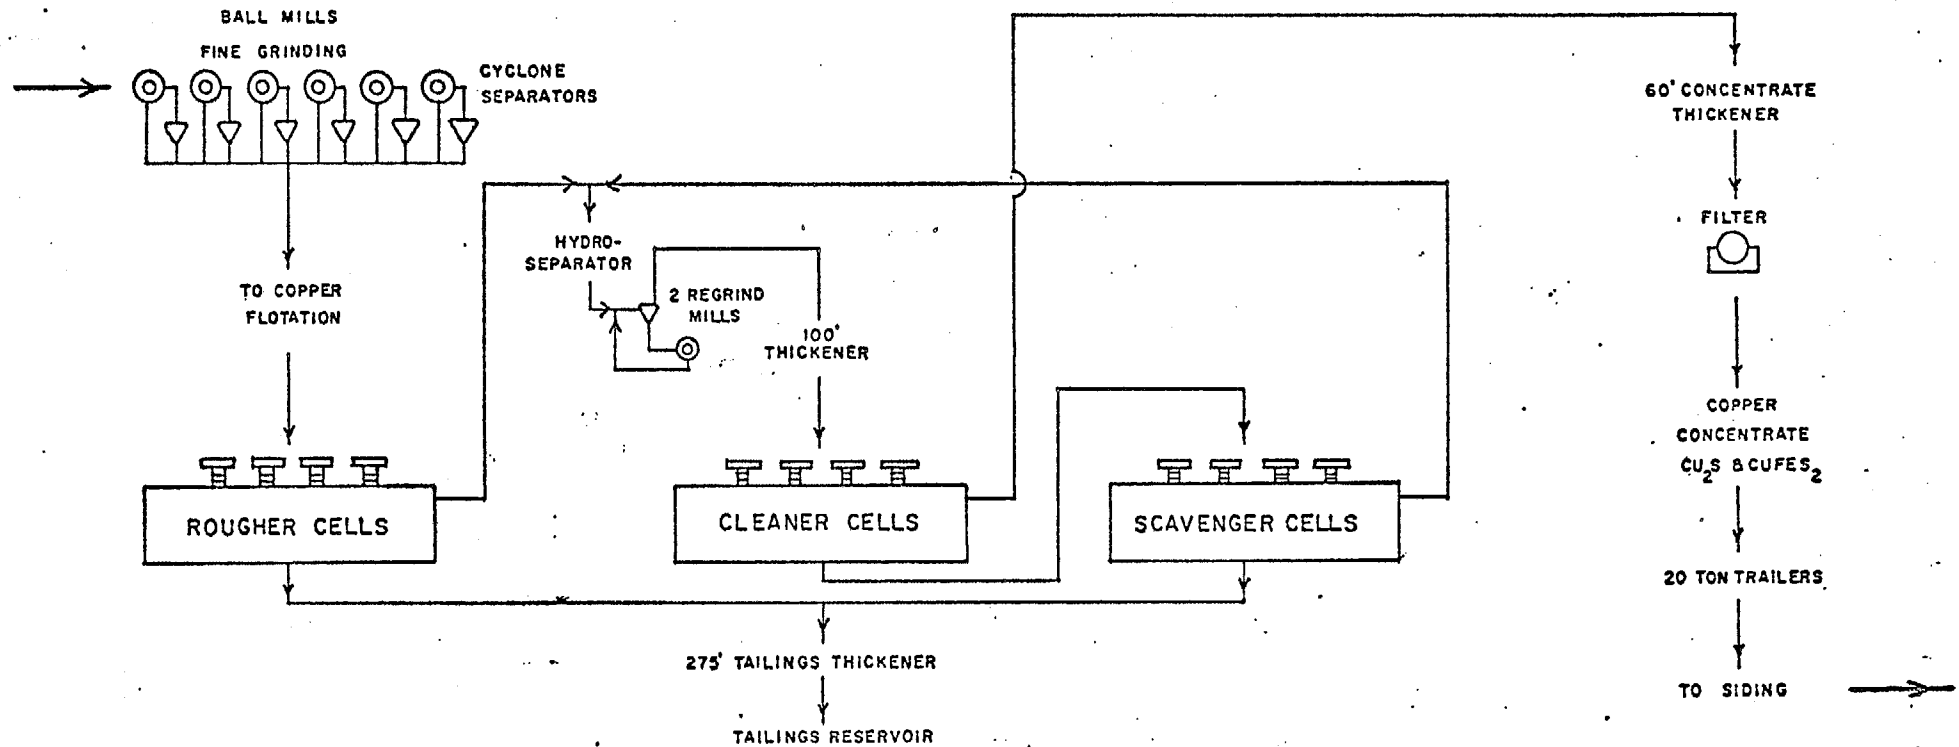 BALL MILLS
FINE GRINDING
CYCLONE
SEPARATORS
TO COPPER
FLOTATION
HYDRO-
SEPARATOR
2 REGRIND
MILLS
100'
THICKENER
60' CONCENTRATE
THICKENER
FILTER
COPPER
CONCENTRATE
CU2S & CUFES2
20 TON TRAILERS
TO SIDING
ROUGHER CELLS
CLEANER CELLS
SCAVENGER CELLS
275' TAILINGS THICKENER
TAILINGS RESERVOIR